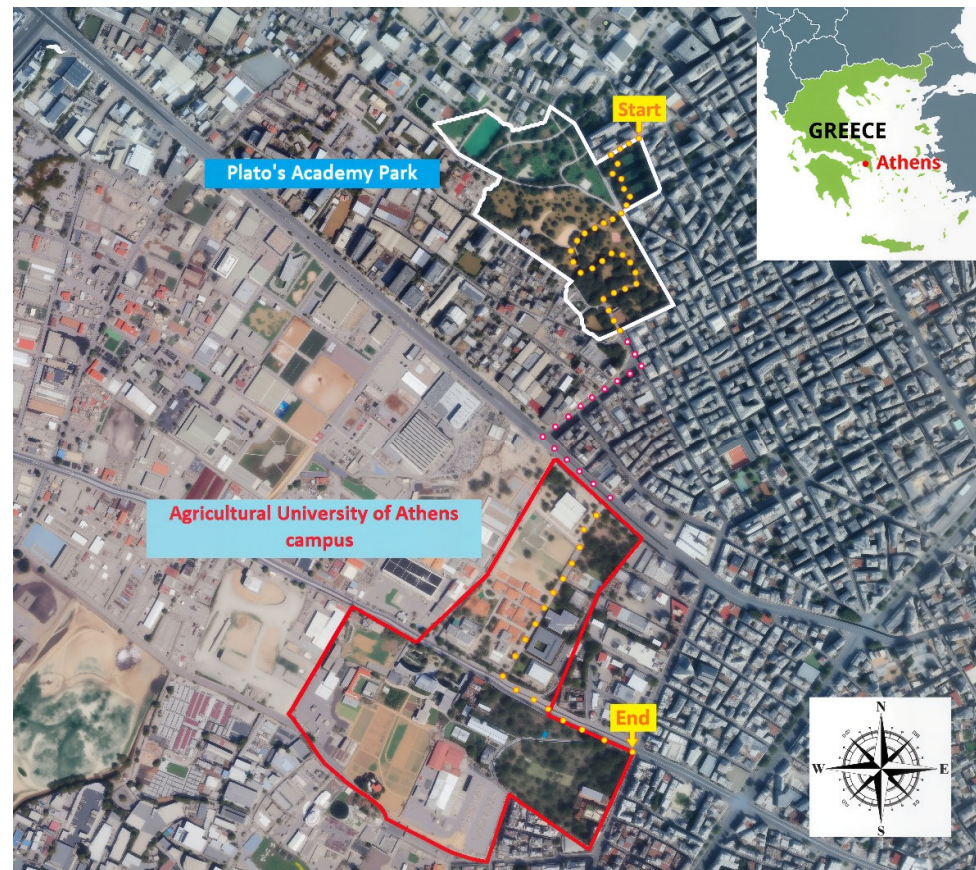 Start
GREECE
Athens
Plato's Academy Park
Agricultural University of Athens
campus
End
N
W
E
S